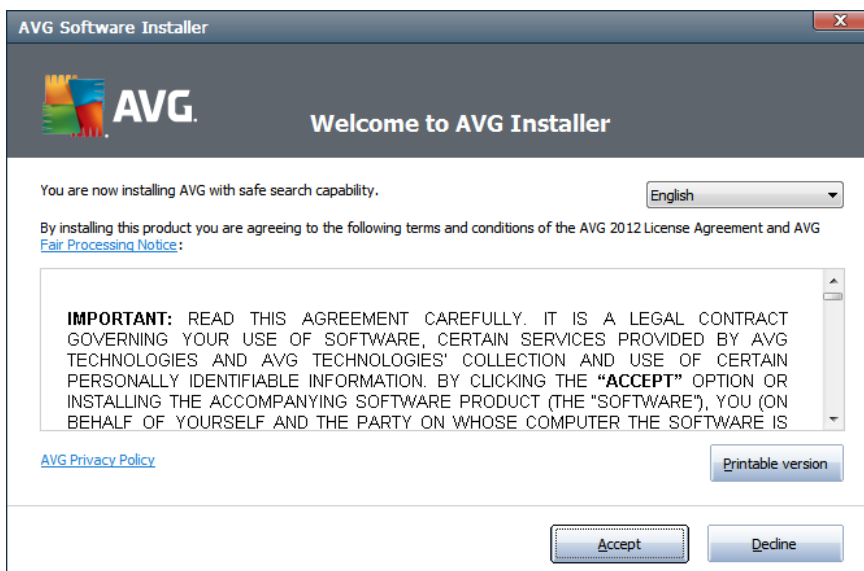 AVG Software Installer
x
AVG.
Welcome to AVG Installer
You are now installing AVG with safe search capability.
English
By installing this product you are agreeing to the following terms and conditions of the AVG 2012 License Agreement and AVG
Fair Processing Notice:
IMPORTANT: READ THIS AGREEMENT CAREFULLY. IT IS A LEGAL CONTRACT
GOVERNING YOUR USE OF SOFTWARE, CERTAIN SERVICES PROVIDED BY AVG
TECHNOLOGIES AND AVG TECHNOLOGIES' COLLECTION AND USE OF CERTAIN
PERSONALLY IDENTIFIABLE INFORMATION. BY CLICKING THE “ACCEPT” OPTION OR
INSTALLING THE ACCOMPANYING SOFTWARE PRODUCT (THE "SOFTWARE"), YOU (ON
BEHALF OF YOURSELF AND THE PARTY ON WHOSE COMPUTER THE SOFTWARE IS
AVG Privacy Policy
Printable version
Accept
Decline